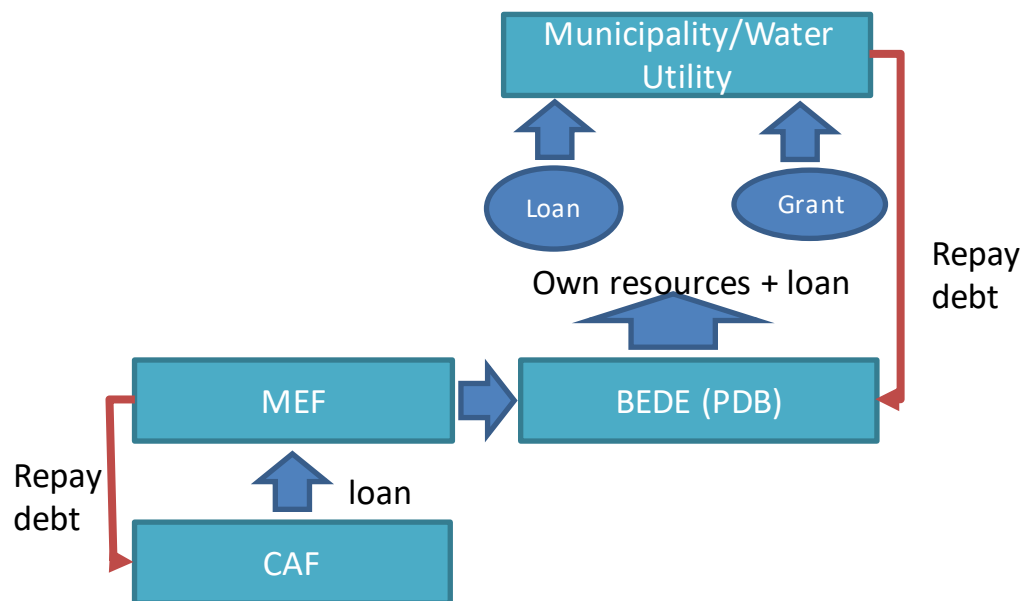 Municipality/Water
Utility
Loan
Grant
Own resources + loan
Repay
debt
MEF
BEDE (PDB)
Repay
debt
loan
CAF